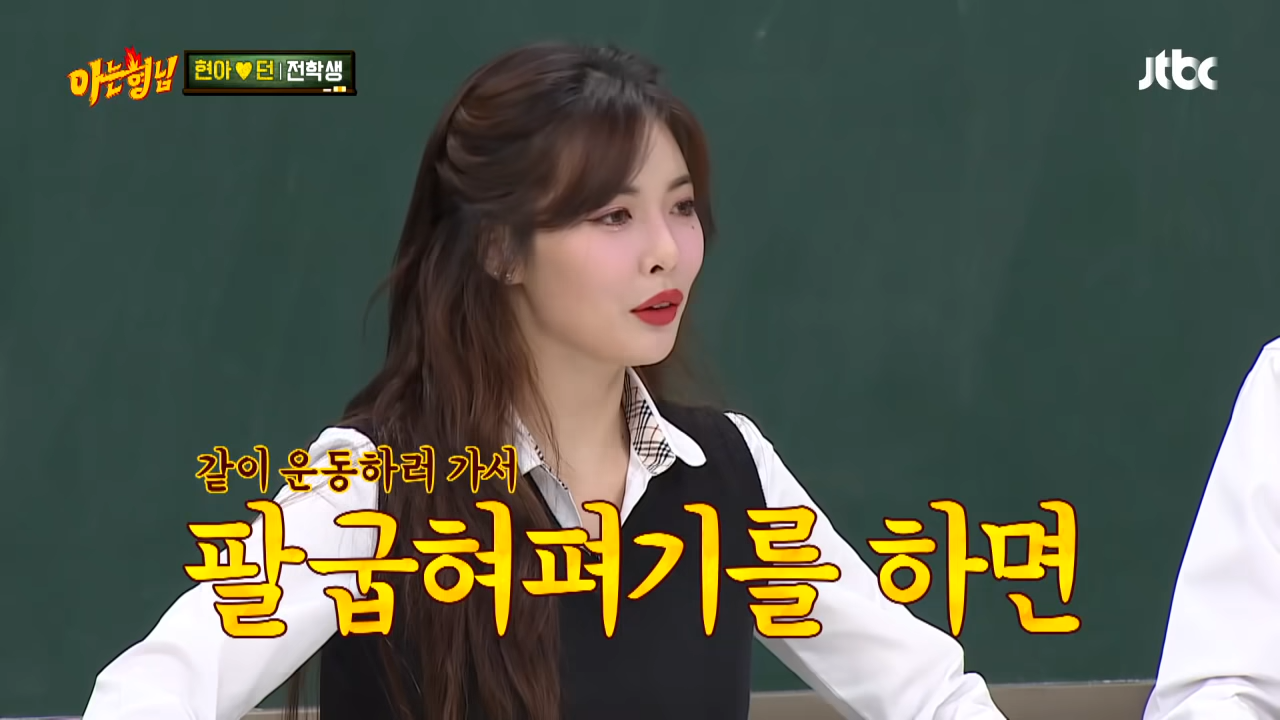 아는형님
현아♥던|전학생
jtbc
같이 운동하러 가서
팔굽혀펴기를 하면